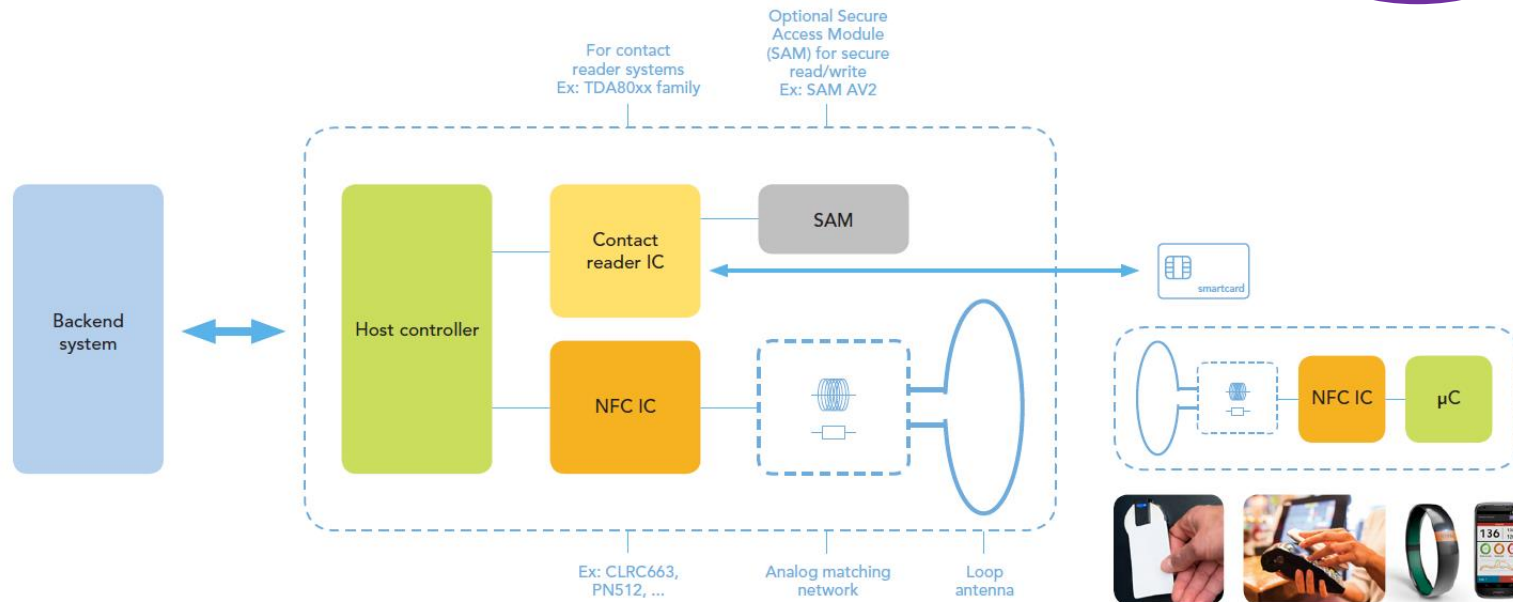 Optional Secure
Access Module
(SAM) for secure
read/write
Ex: SAM AV2
For contact
reader systems
Ex: TDA80xx family
Backend
system
Host controller
Contact
reader IC
SAM
smartcard
NFC IC
NFC IC
µC
136
Ex: CLRC663,
PN512, ...
Analog matching
network
Loop
antenna